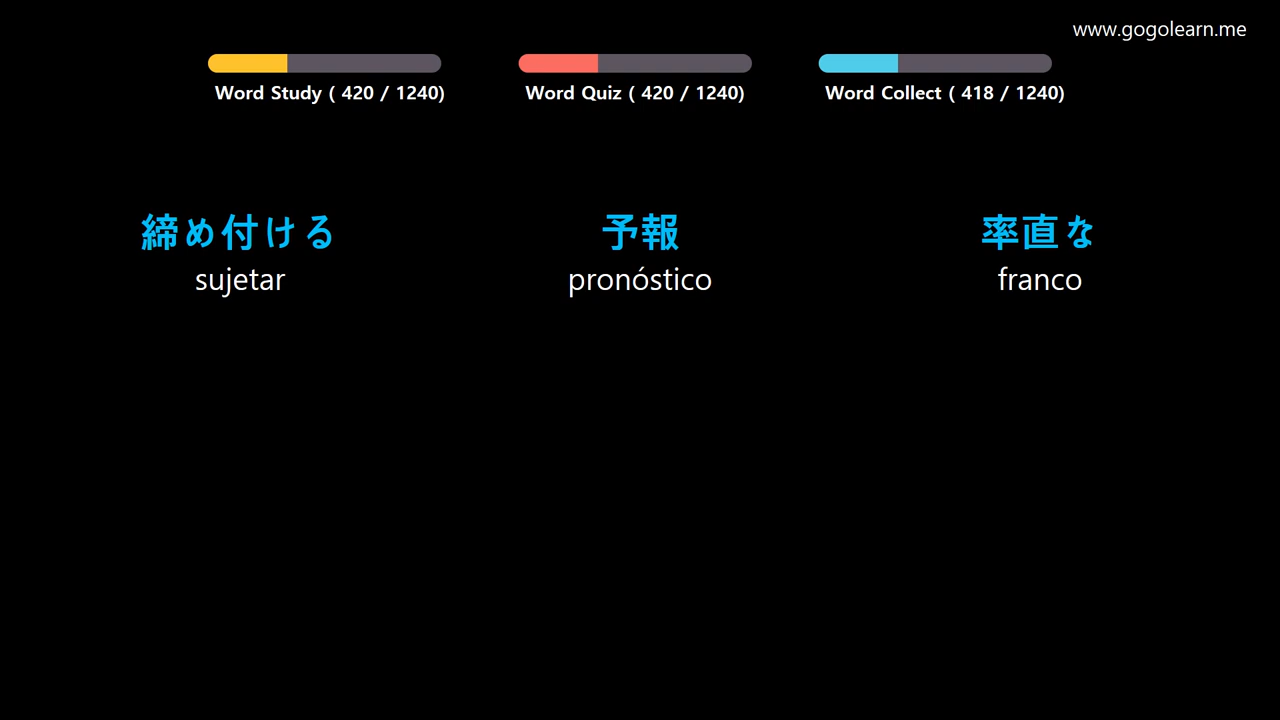 www.gogolearn.me
Word Study ( 420 / 1240)
Word Quiz ( 420 / 1240)
Word Collect ( 418 / 1240)
締め付ける
sujetar
予報
pronóstico
率直な
franco